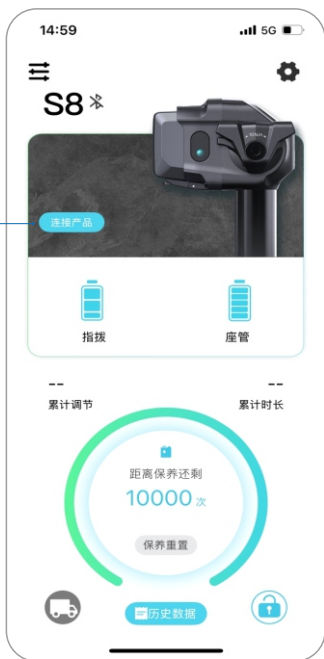 14:59
5G
S8
连接产品
指拨
座管
--
--
累计调节
累计时长
距离保养还剩
10000 次
保养重置
历史数据